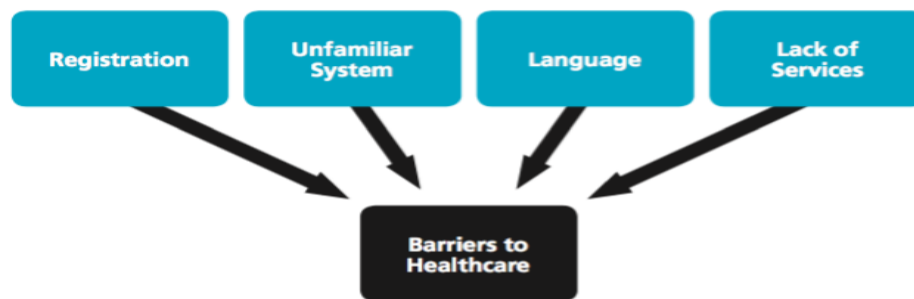 Registration
Unfamiliar
System
Language
Lack of
Services
Barriers to
Healthcare